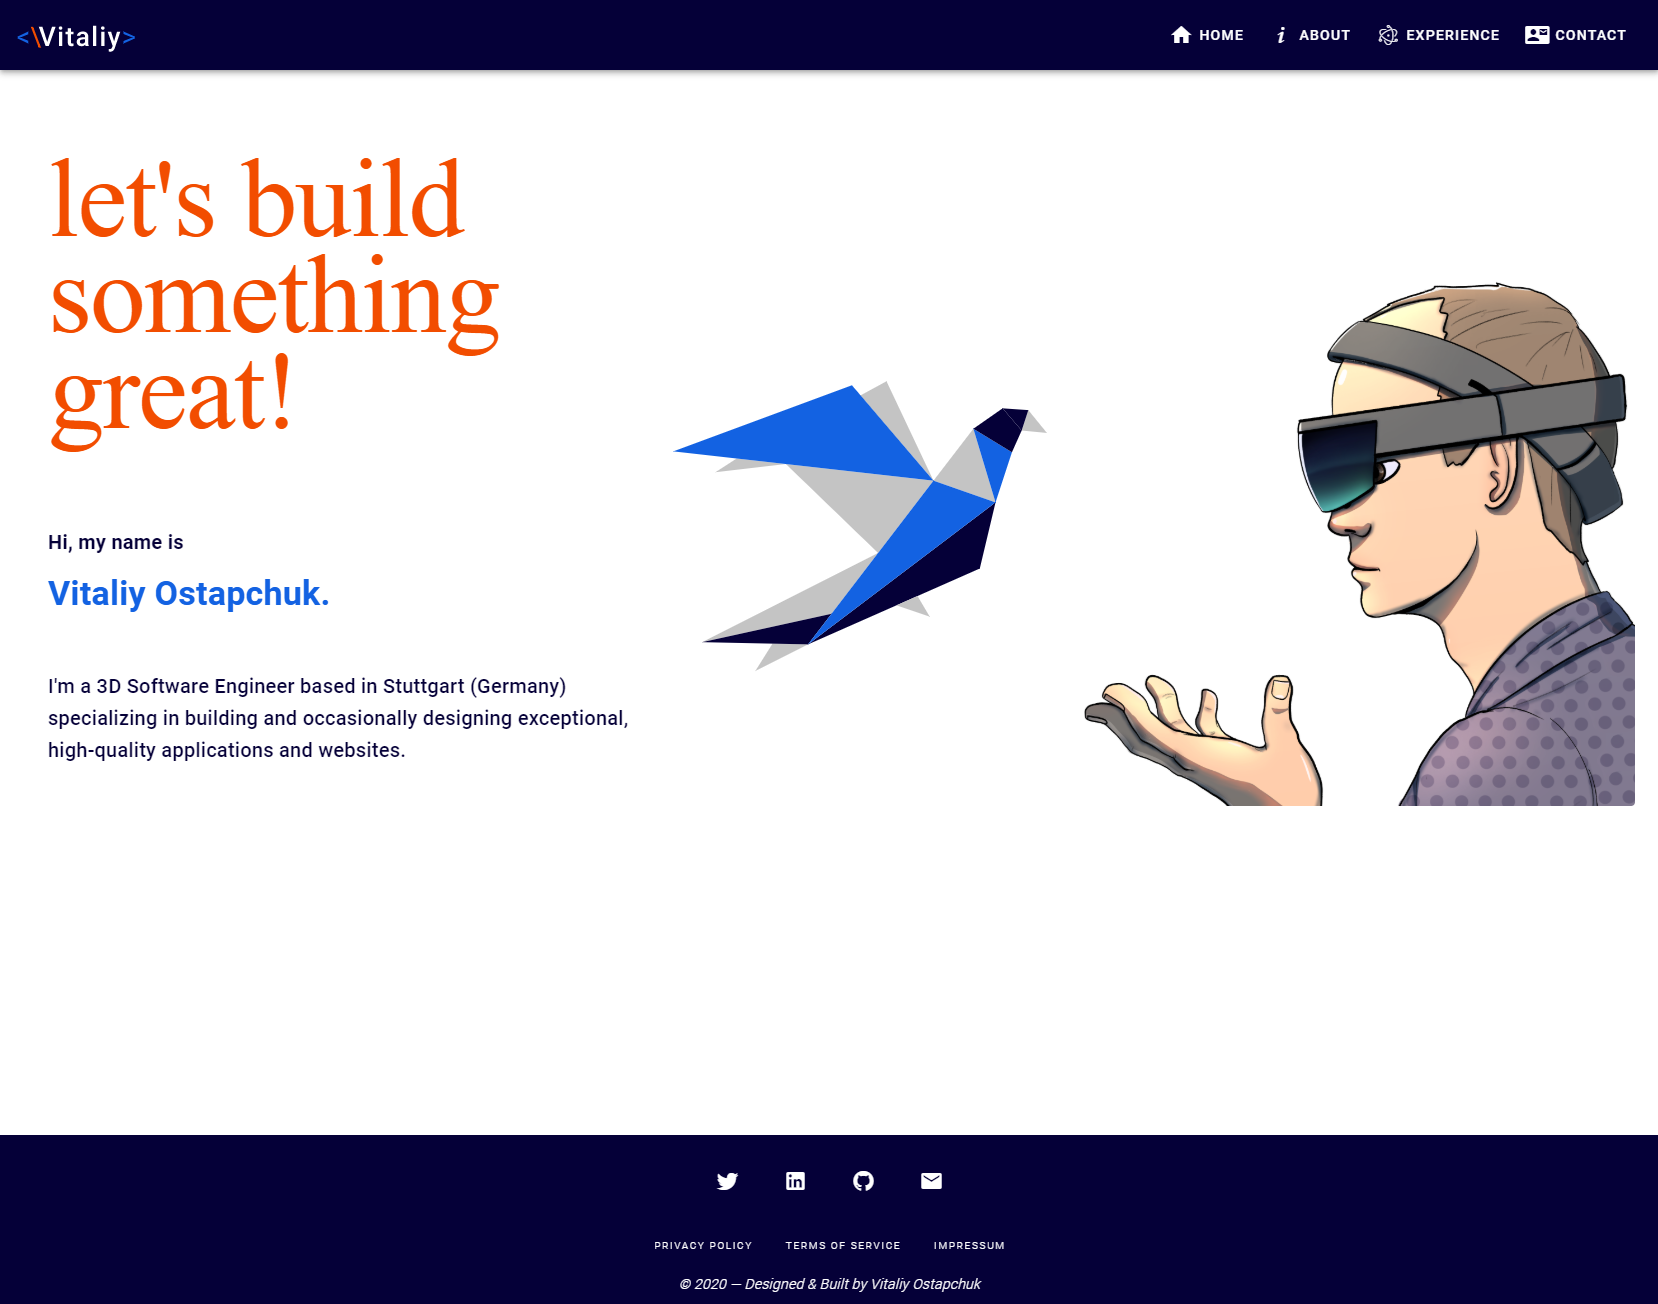 <\Vitaliy>
HOME ABOUT EXPERIENCE CONTACT
let's build
something
great!
Hi, my name is
Vitaliy Ostapchuk.
I'm a 3D Software Engineer based in Stuttgart (Germany)
specializing in building and occasionally designing exceptional,
high-quality applications and websites.
PRIVACY POLICY TERMS OF SERVICE IMPRESSUM
© 2020 — Designed & Built by Vitaliy Ostapchuk